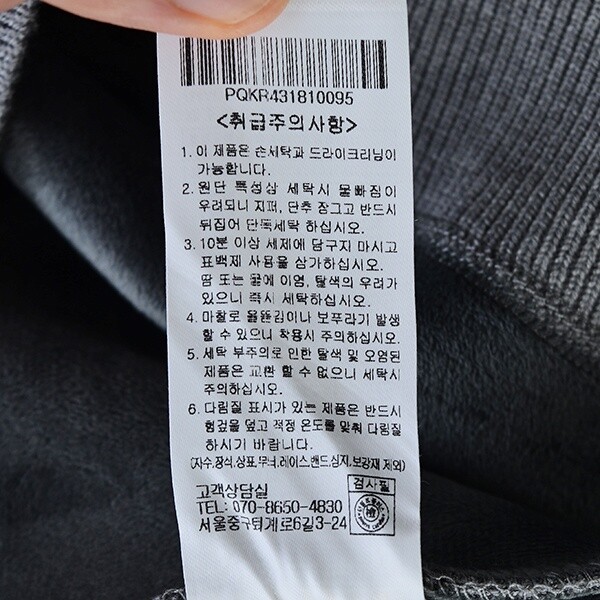 PQKR431810095
<취급주의사항>
1. 이 제품은 손세탁과 드라이크리닝이
가능합니다.
2. 원단 특성상 세탁시 물빠짐이
우려되니 지퍼, 단추 잠그고 반드시
뒤집어 단독세탁 하십시오.
3. 10분 이상 세제에 담구지 마시고
표백제 사용을 삼가하십시오.
땀 또는 물에 이염, 탈색의 우려가
있으니 즉시 세탁하십시오.
4. 마찰로 올뜯김이나 보푸라기 발생
할 수 있으니 착용시 주의하십시오.
5. 세탁 부주의로 인한 탈색 및 오염된
제품은 교환 할 수 없으니 세탁시
주의하십시오.
6. 다림질 표시가 있는 제품은 반드시
헝겊을 덮고 적정 온도를 맞춰 다림질
하시기 바랍니다.
(자수,장식,상표,무늬,레이스밴드,심지,보강재 제외)
고객상담실
TEL: 070-8650-4830
서울중구퇴계로6길3-24
검사필